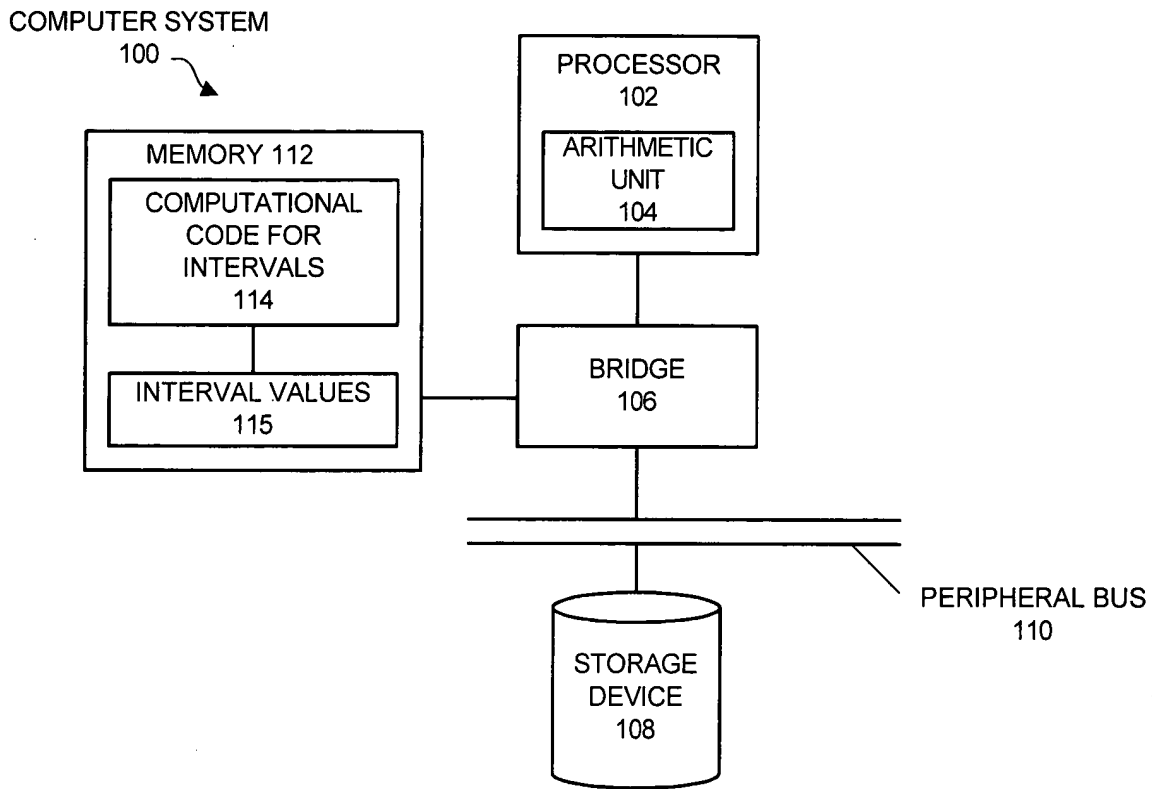 COMPUTER SYSTEM
100
PROCESSOR
102
ARITHMETIC
UNIT
104
MEMORY 112
COMPUTATIONAL
CODE FOR
INTERVALS
114
INTERVAL VALUES
115
BRIDGE
106
PERIPHERAL BUS
110
STORAGE
DEVICE
108